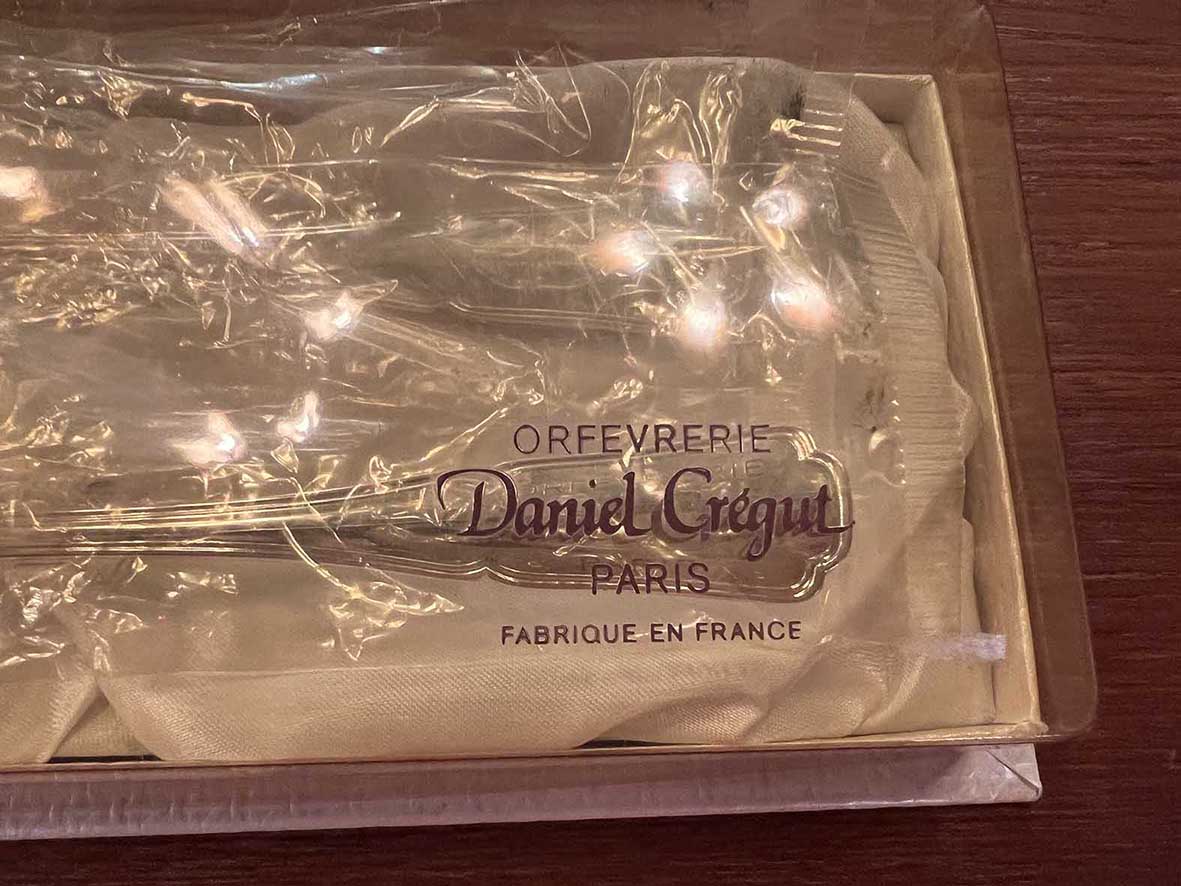 ORFEVRERIE
Daniel Crégut
PARIS
FABRIQUE EN FRANCE